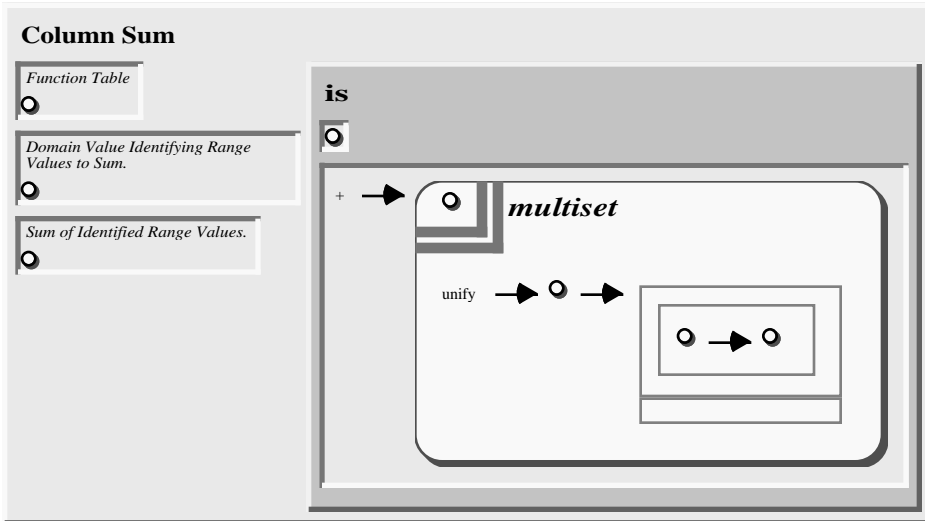 Column Sum
Function Table
Domain Value Identifying Range
Values to Sum.
Sum of Identified Range Values.
is
+
multiset
unify